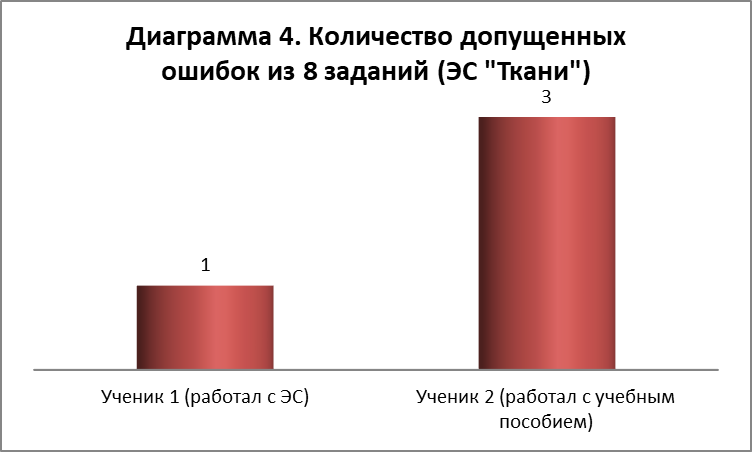 Диаграмма 4. Количество допущенных
ошибок из 8 заданий (ЭС "Ткани")
3
1
Ученик 1 (работал с ЭС)
Ученик 2 (работал с учебным
пособием)